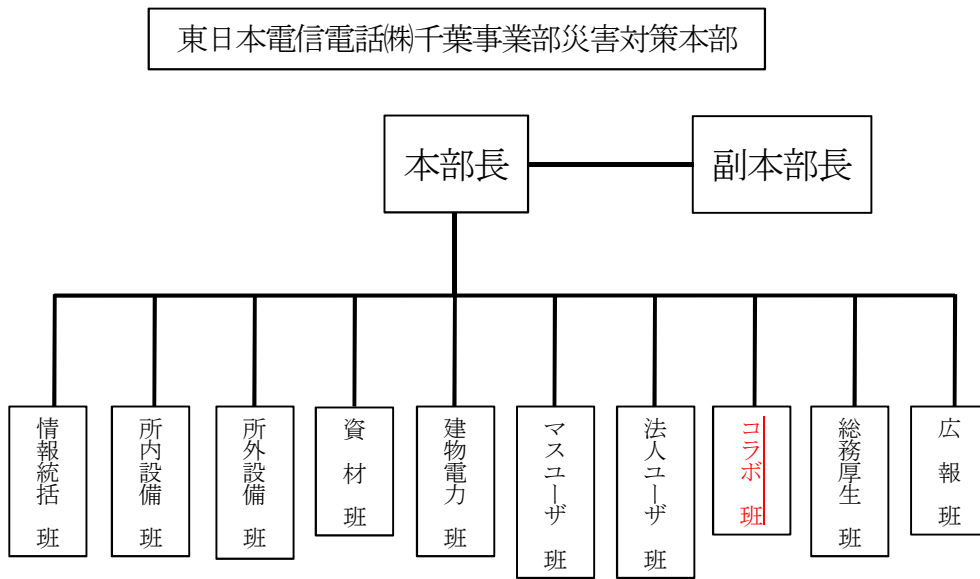 東日本電信電話㈱千葉事業部災害対策本部
本部長
副本部長
情報統括 班
所内設備 班
所外設備 班
資 材 班
建物電力 班
マスユーザ 班
法人ユーザ 班
コラボ 班
総務厚生 班
広 報 班